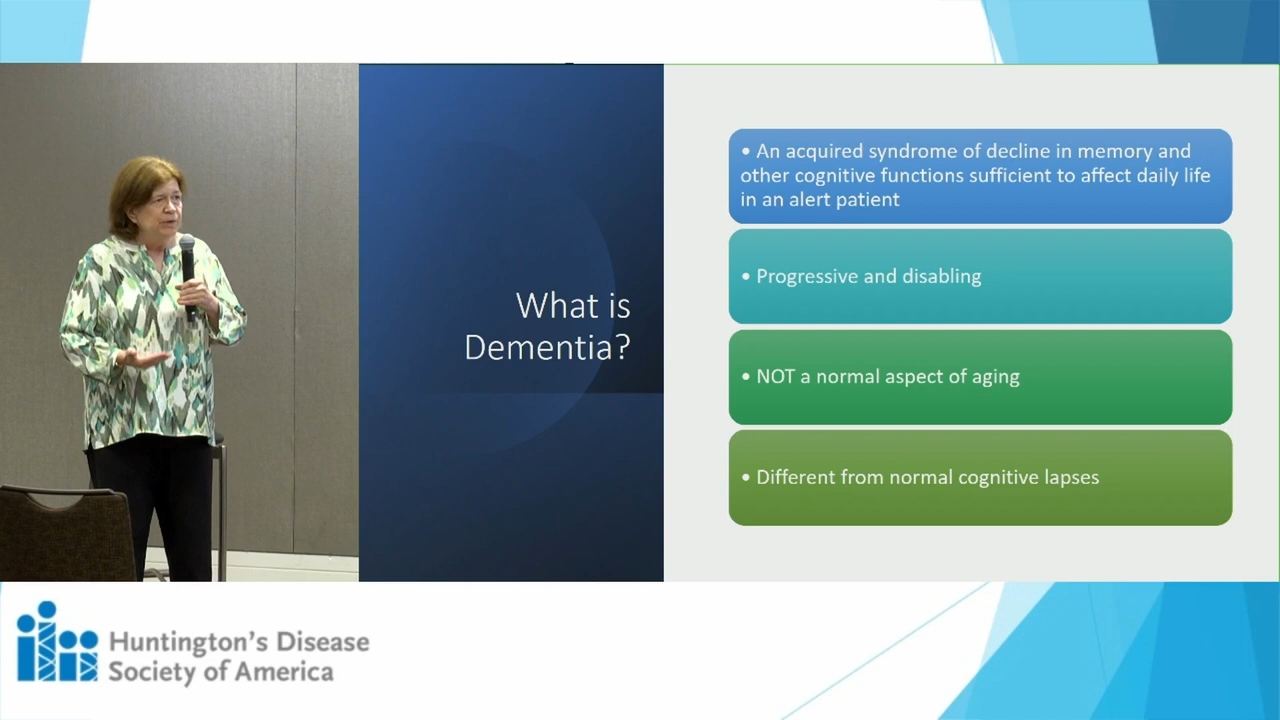 What is
Dementia?
• An acquired syndrome of decline in memory and
other cognitive functions sufficient to affect daily life
in an alert patient
• Progressive and disabling
• NOT a normal aspect of aging
• Different from normal cognitive lapses
Huntington's Disease
Society of America